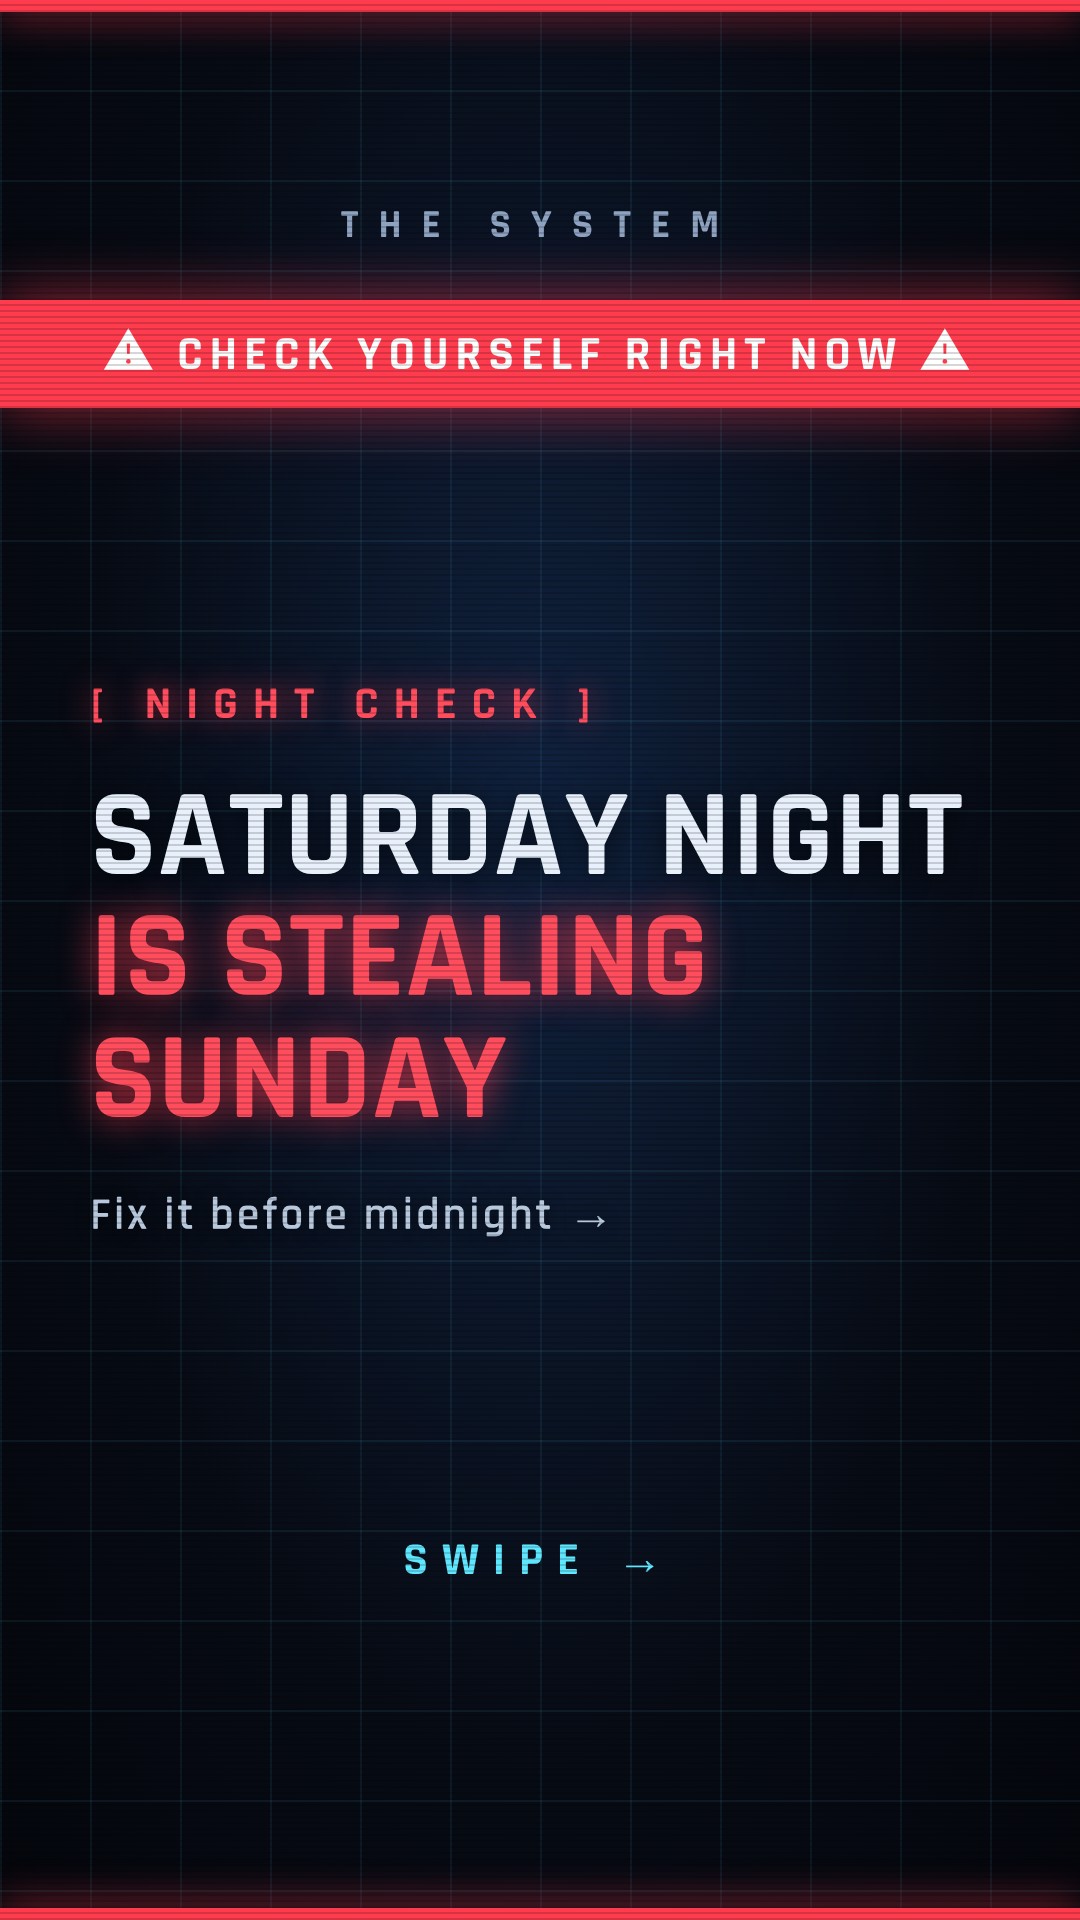 THE SYSTEM
⚠ CHECK YOURSELF RIGHT NOW ⚠
[ NIGHT CHECK ]
SATURDAY NIGHT
IS STEALING
SUNDAY
Fix it before midnight →
SWIPE →